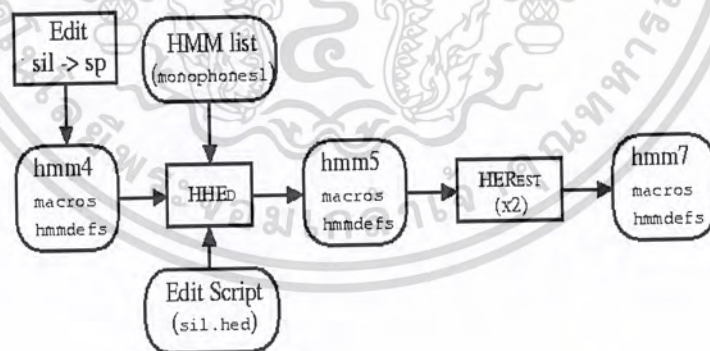 Edit
sil -> sp
HMM list
(monophones1)
hmm4
macros
hmmdefs
HHED
hmm5
macros
hmmdefs
HEREST
(x2)
hmm7
macros
hmmdefs
Edit Script
(sil.hed)